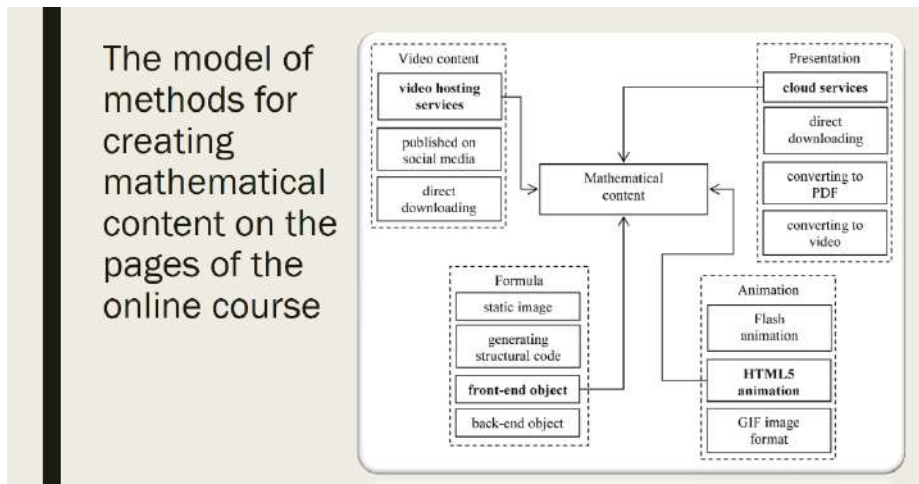 The model of
methods for
creating
mathematical
content on the
pages of the
online course
Video content
video hosting
services
published on
social media
direct
downloading
Presentation
cloud services
direct
downloading
converting to
PDF
converting to
video
Mathematical
content
Formula
static image
generating
structural code
front-end object
back-end object
Animation
Flash
animation
HTML5
animation
GIF image
format